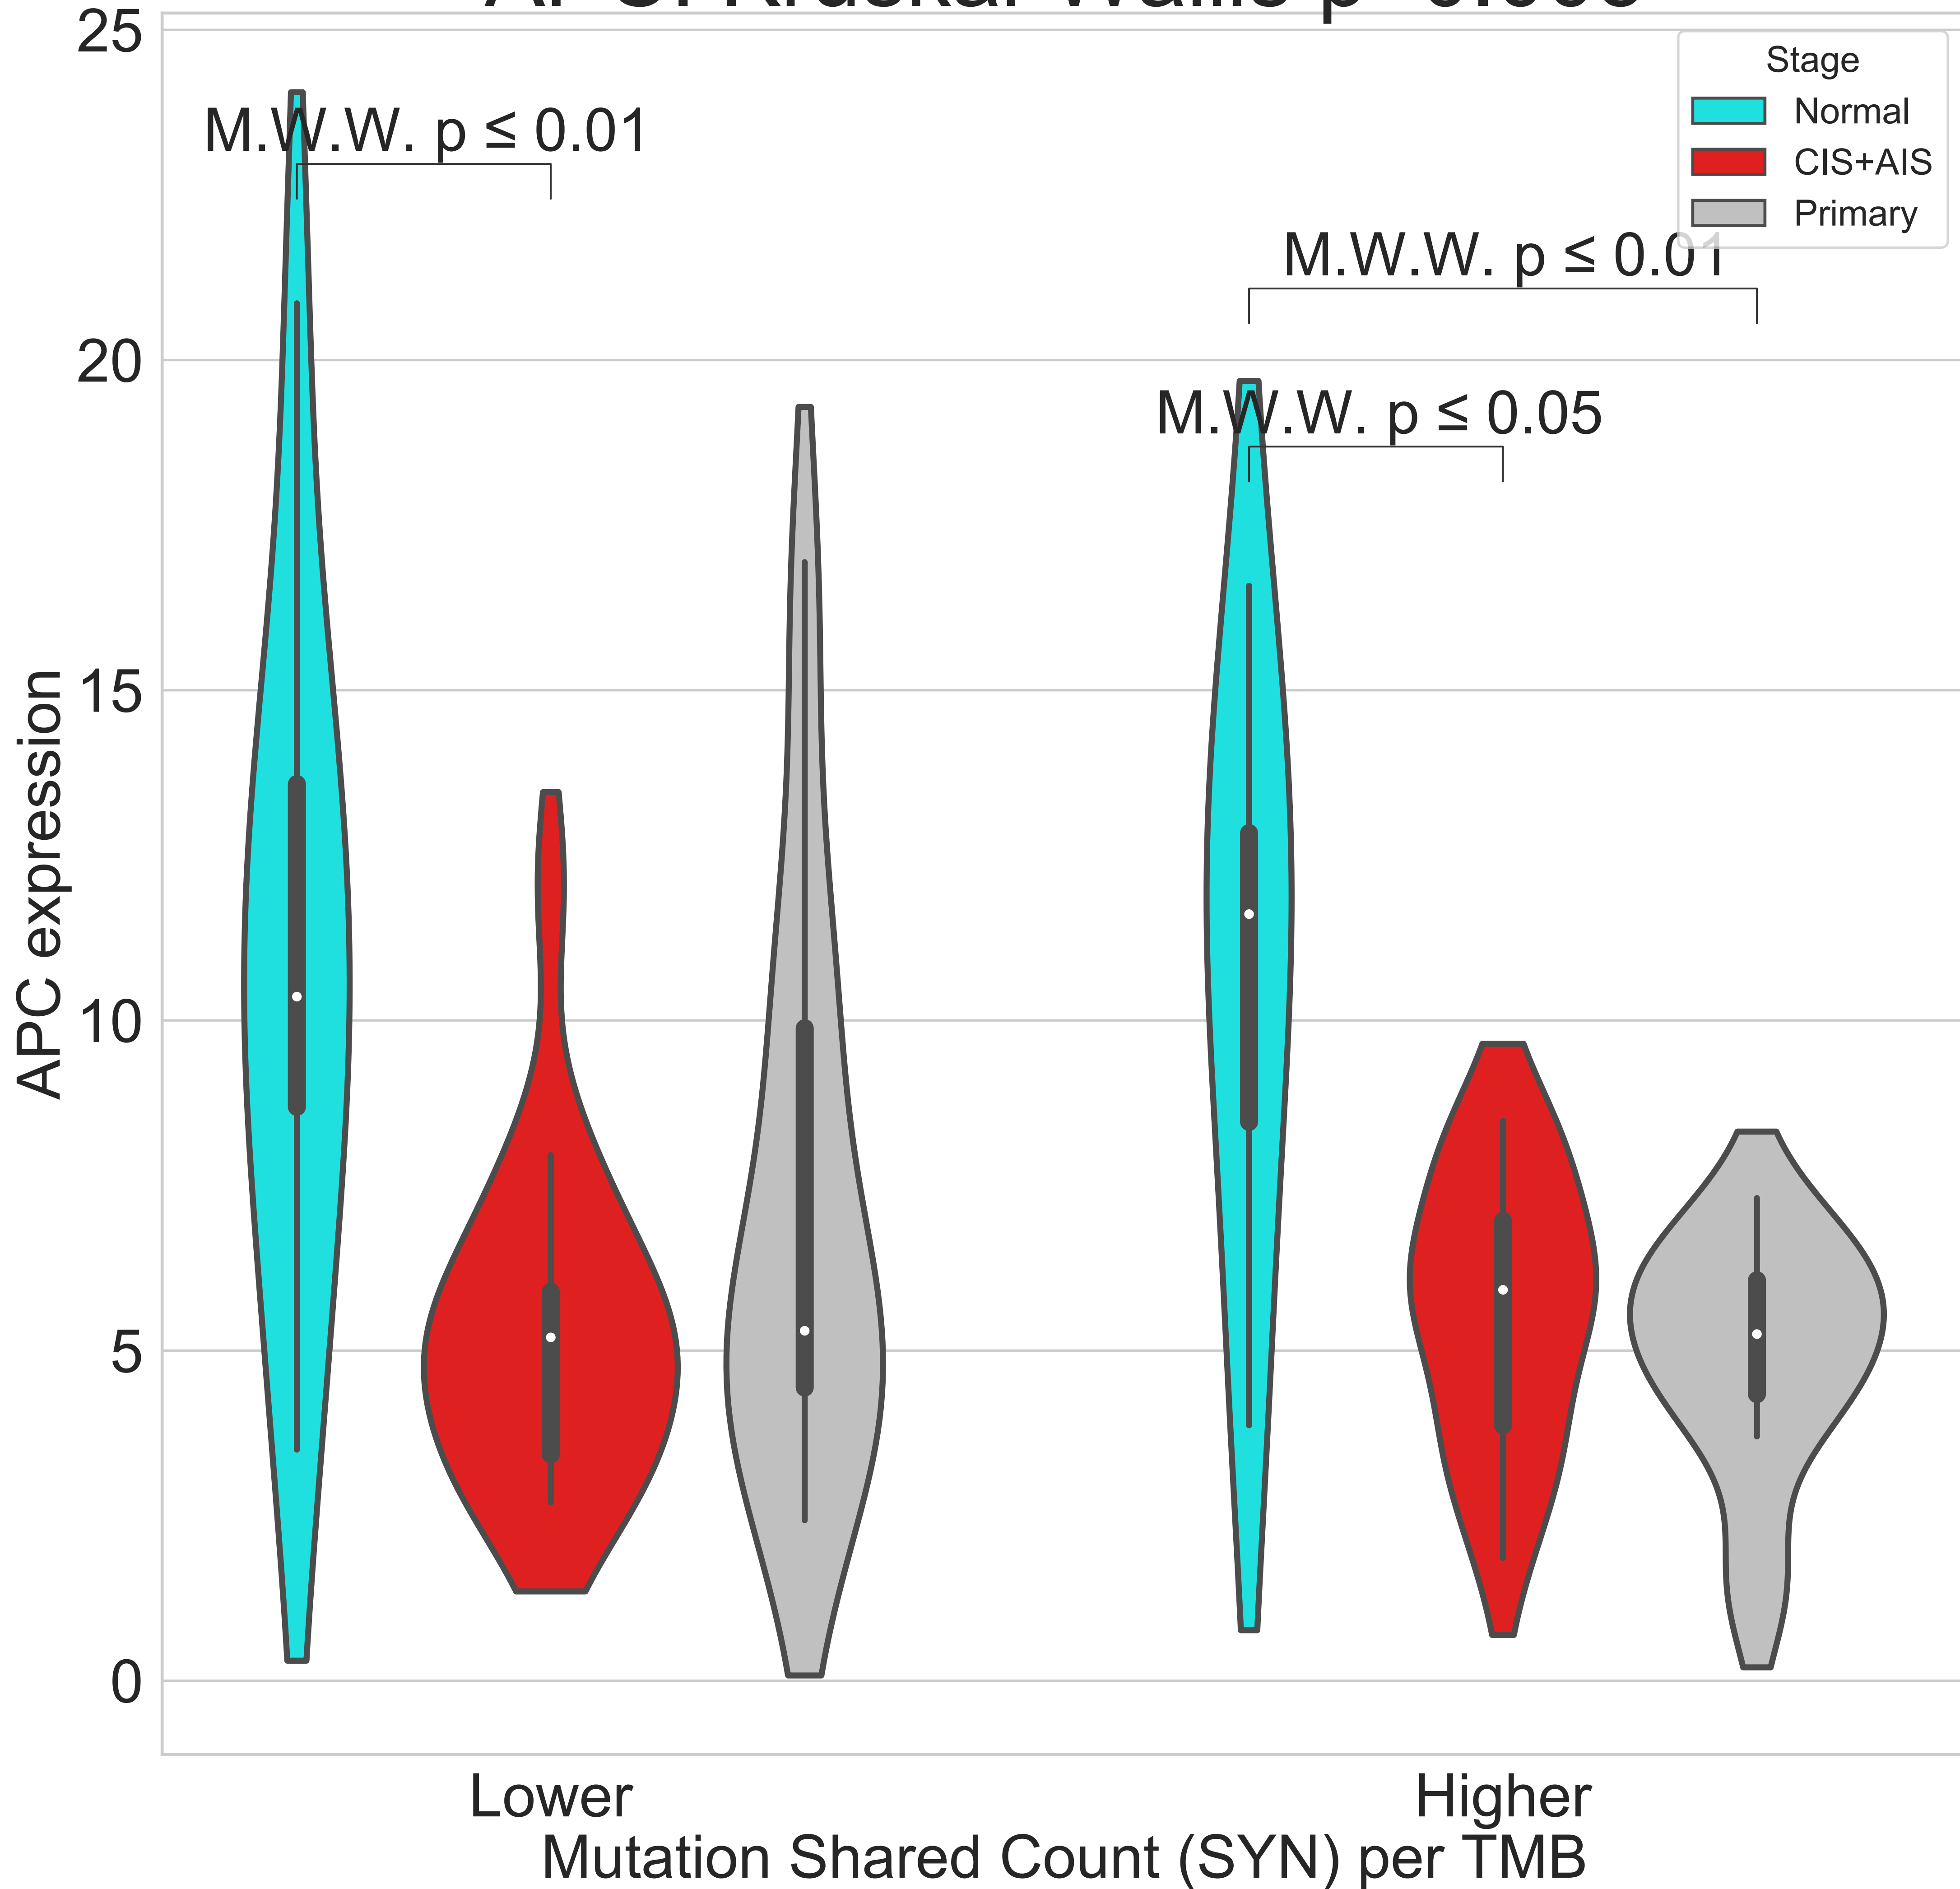 25
20
15
10
5
0
APC expression
M.W.W. p ≤ 0.01
M.W.W. p ≤ 0.01
M.W.W. p ≤ 0.05
Stage
Normal
CIS+AIS
Primary
Lower
Higher
Mutation Shared Count (SYN) per TMB